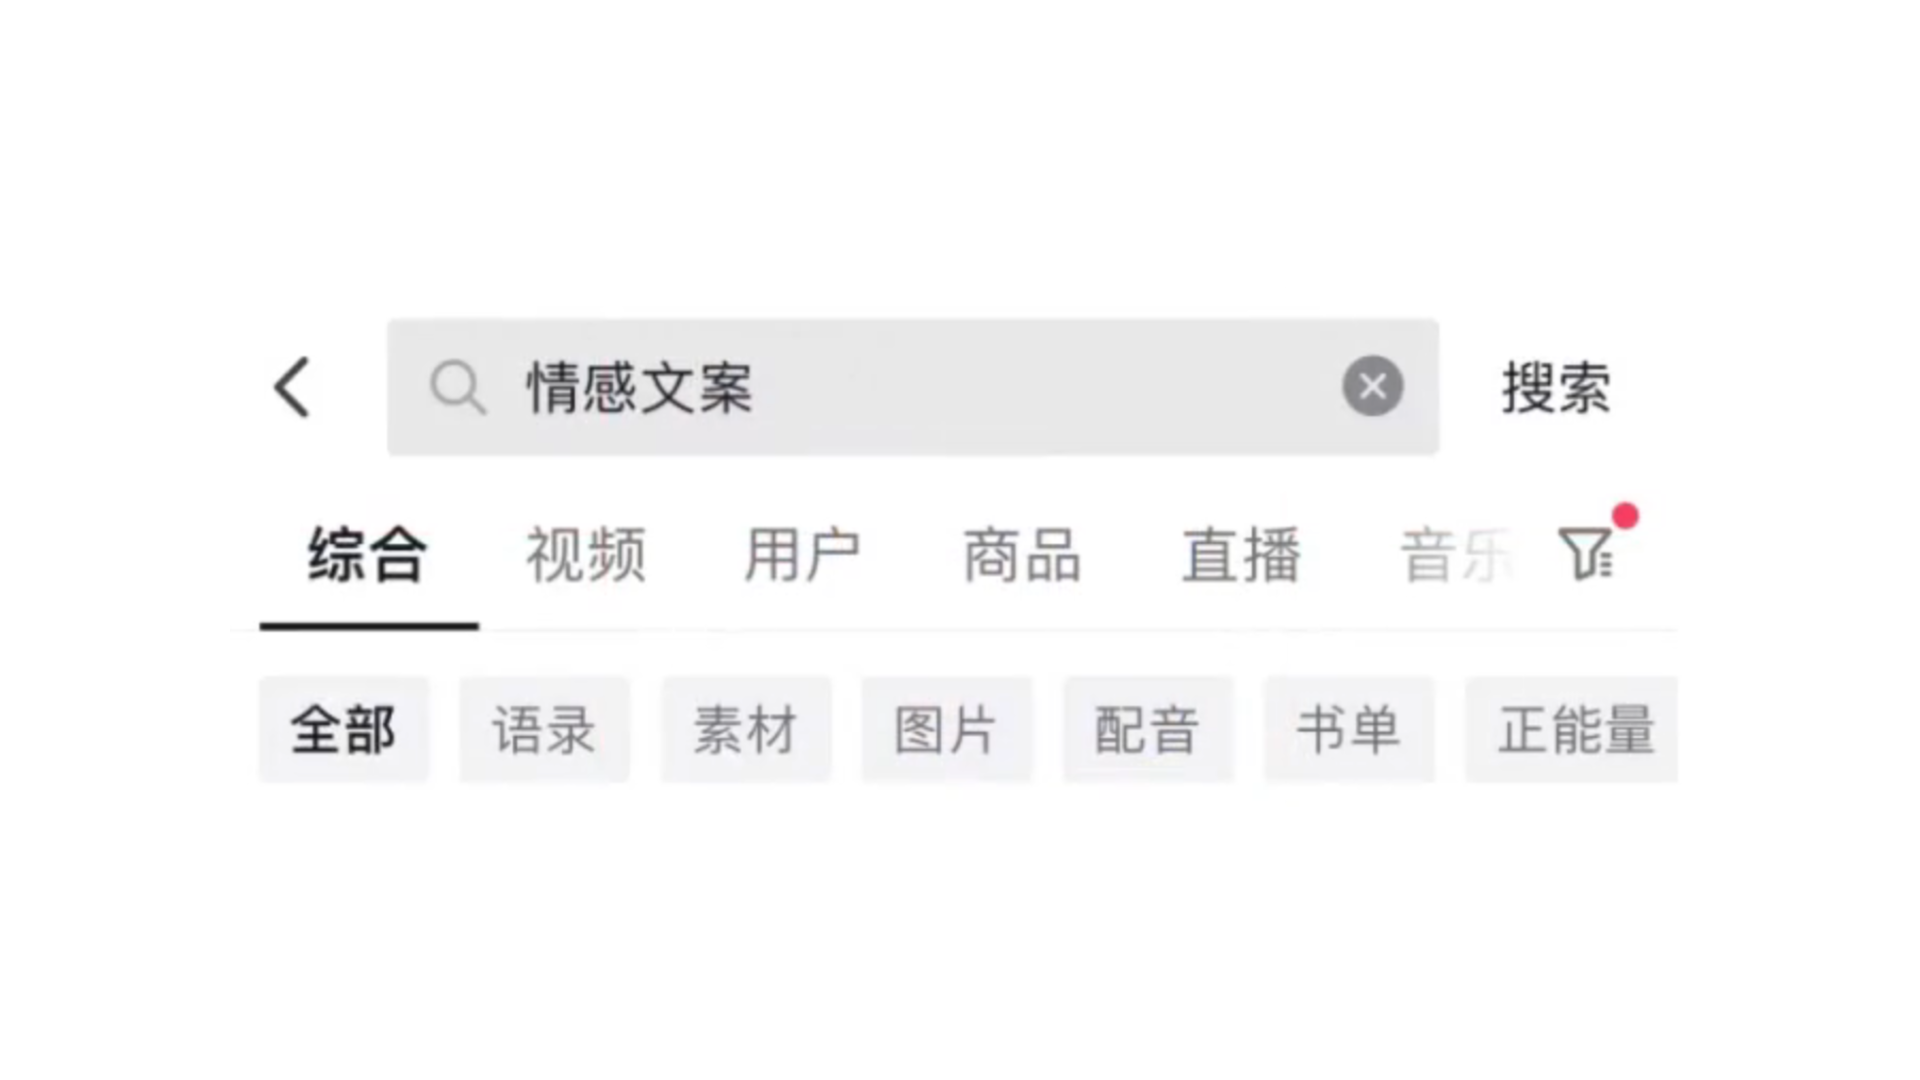 情感文案 搜索
综合 视频 用户 商品 直播 音乐
全部 语录 素材 图片 配音 书单 正能量